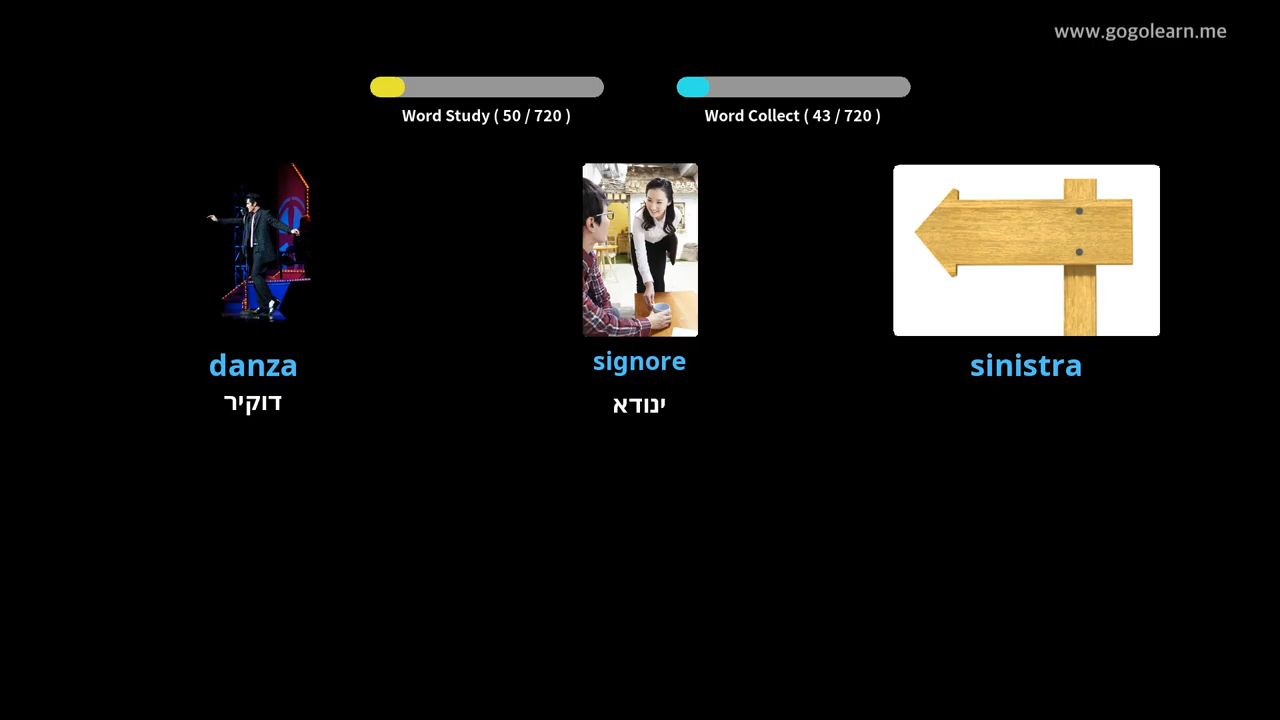 www.gogolearn.me
Word Study ( 50 / 720 )
Word Collect ( 43 / 720 )
danza
דוקיר
signore
ינודא
sinistra